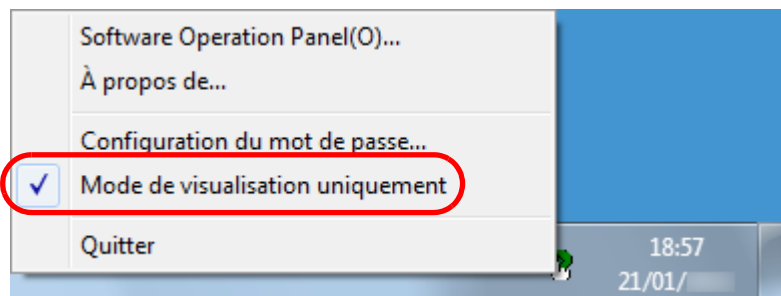 Software Operation Panel(O)...
À propos de...
Configuration du mot de passe...
Mode de visualisation uniquement
Quitter
18:57
21/01/